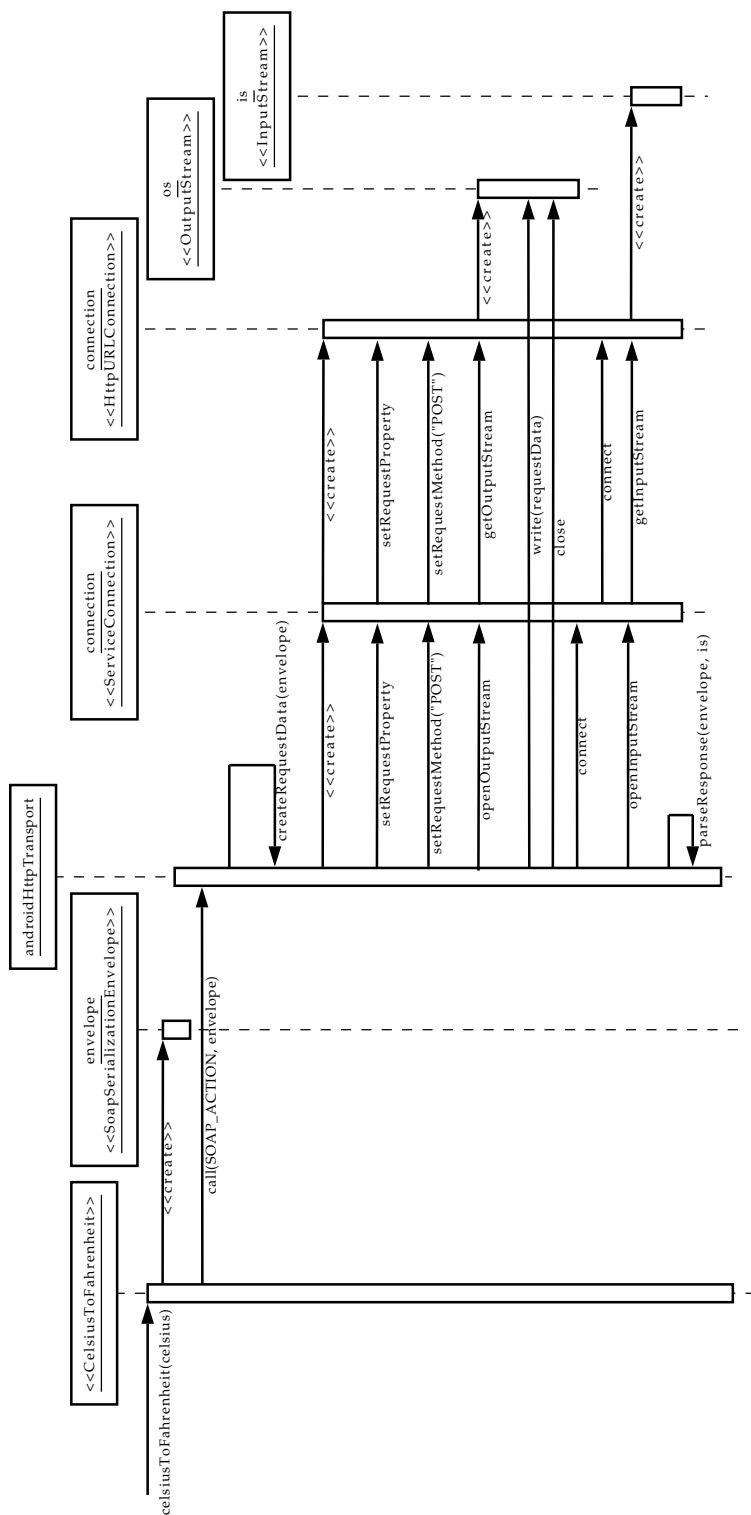 <<CelsiusToFahrenheit>>
envelope
<<SoapSerializationEnvelope>>
androidHttpTransport
connection
<<ServiceConnection>>
connection
<<HttpURLConnection>>
os
<<OutputStream>>
is
<<InputStream>>
celsiusToFahrenheit(celsius)
<<create>>
call(SOAP_ACTION, envelope)
createRequestData(envelope)
<<create>>
<<create>>
setRequestProperty
setRequestProperty
setRequestMethod("POST")
setRequestMethod("POST")
openOutputStream
getOutputStream
<<create>>
write(requestData)
close
connect
connect
openInputStream
getInputStream
<<create>>
parseResponse(envelope, is)